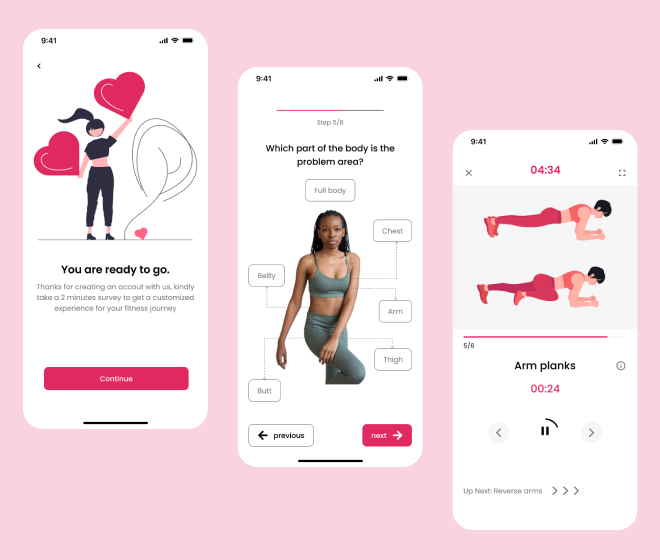 9:41
You are ready to go.
Thanks for creating an accout with us, kindly
take a 2 minutes survey to get a customized
experience for your fitness journey
Continue
9:41
Step 5/8
Which part of the body is the
problem area?
Full body
Chest
Bellly
Arm
Thigh
Butt
previous
next
9:41
04:34
5/6
Arm planks
00:24
Up Next: Reverse arms